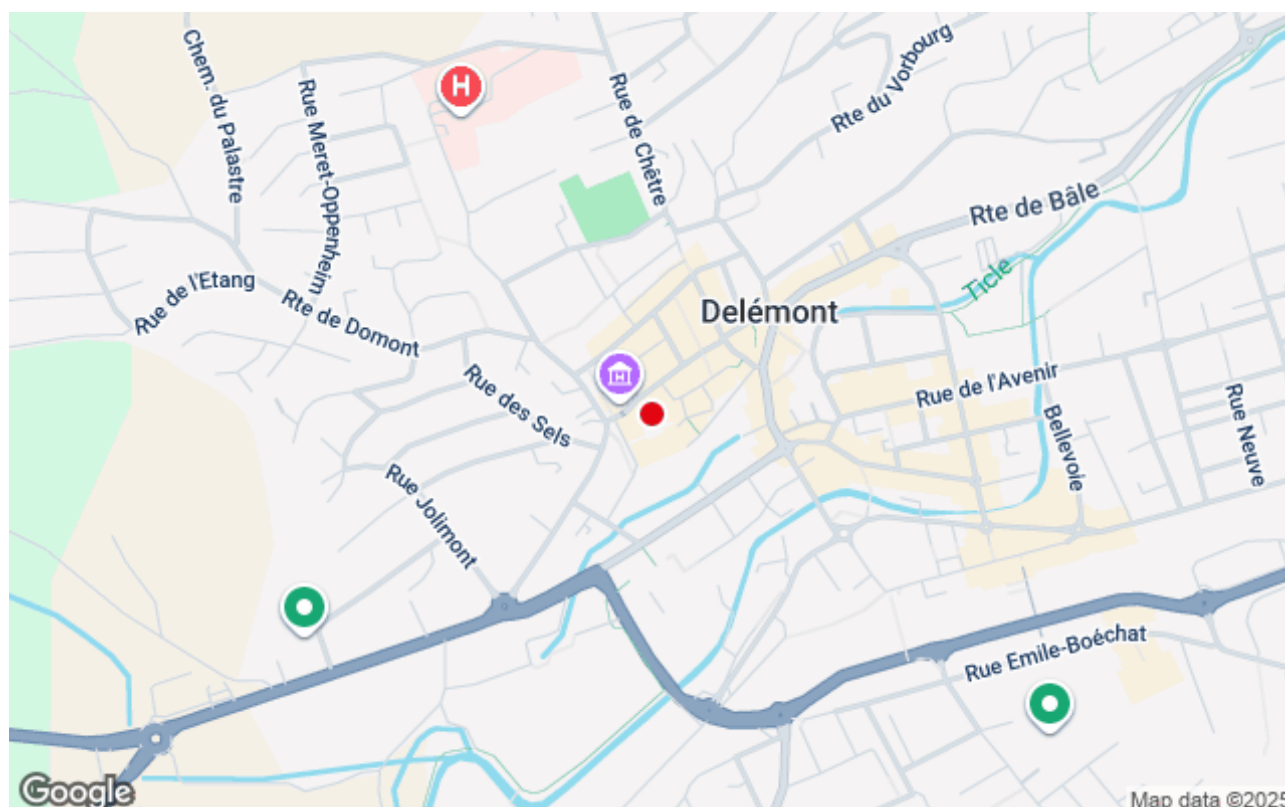 Chem. du Palastre
Rue Meret-Oppenheim
H
Rue de Chêtre
Rte du Vorbourg
Rte de Bâle
Ticle
Delémont
Rue de l'Etang
Rte de Domont
H
Rue des Sels
Rue de l'Avenir
Bellevoie
Rue Neuve
Rue Jolimont
Rue Emile-Boéchat
Google
Map data ©2025